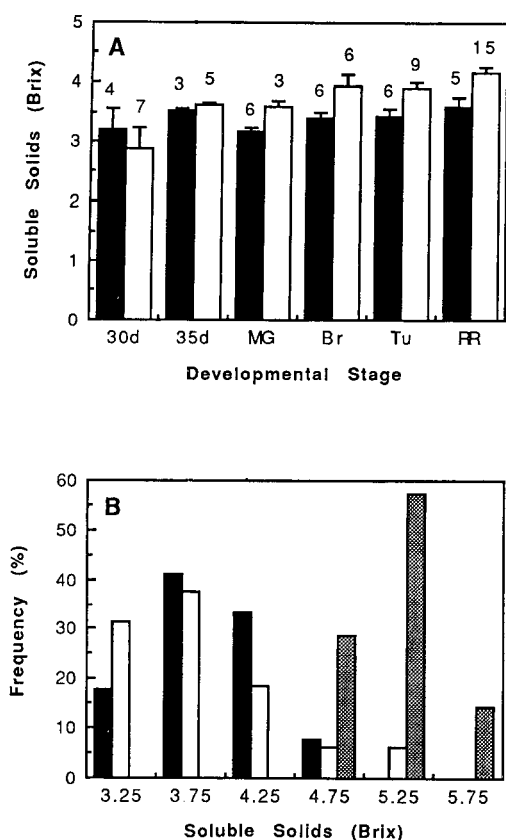 A
5
4
3
2
1
0
4 7 3 5 6 3 6 6 6 9 5 15
Soluble Solids (Brix)
30d 35d MG Br Tu RR
Developmental Stage
B
60
50
40
30
20
10
0
Frequency (%)
3.25 3.75 4.25 4.75 5.25 5.75
Soluble Solids (Brix)